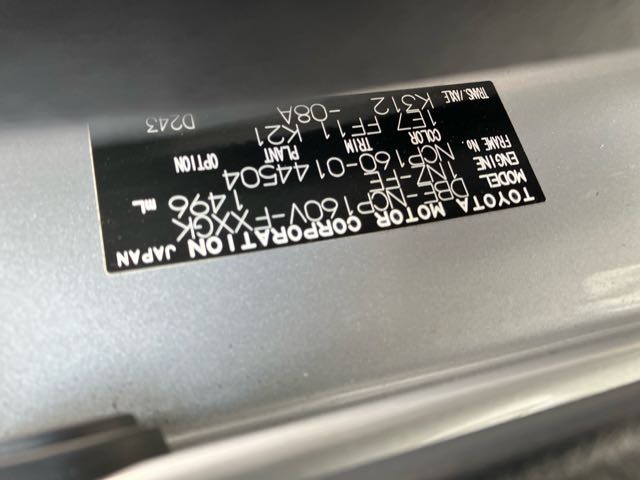 TOYOTA MOTOR CORPORATION JAPAN
MODEL DBE-NCP160V-FXXGK
ENGINE 1NZ-FE 1496 mL
FRAME No. NCP160-0144504
COLOR TRIM PLANT OPTION
1E7 FF11 K21
TRANS./AXLE
K312 -08A D243